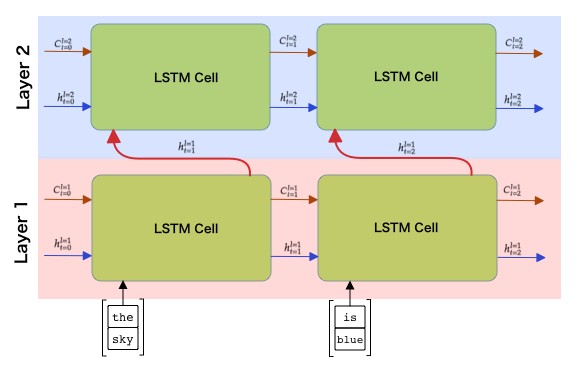 Layer 2
C_{t=0}^{l=2}
LSTM Cell
C_{t=1}^{l=2}
LSTM Cell
C_{t=2}^{l=2}
h_{t=0}^{l=2}
h_{t=1}^{l=2}
h_{t=2}^{l=2}
h_{t=1}^{l=1}
h_{t=2}^{l=1}
Layer 1
C_{t=0}^{l=1}
LSTM Cell
C_{t=1}^{l=1}
LSTM Cell
C_{t=2}^{l=1}
h_{t=0}^{l=1}
h_{t=1}^{l=1}
h_{t=2}^{l=1}
the
sky
is
blue